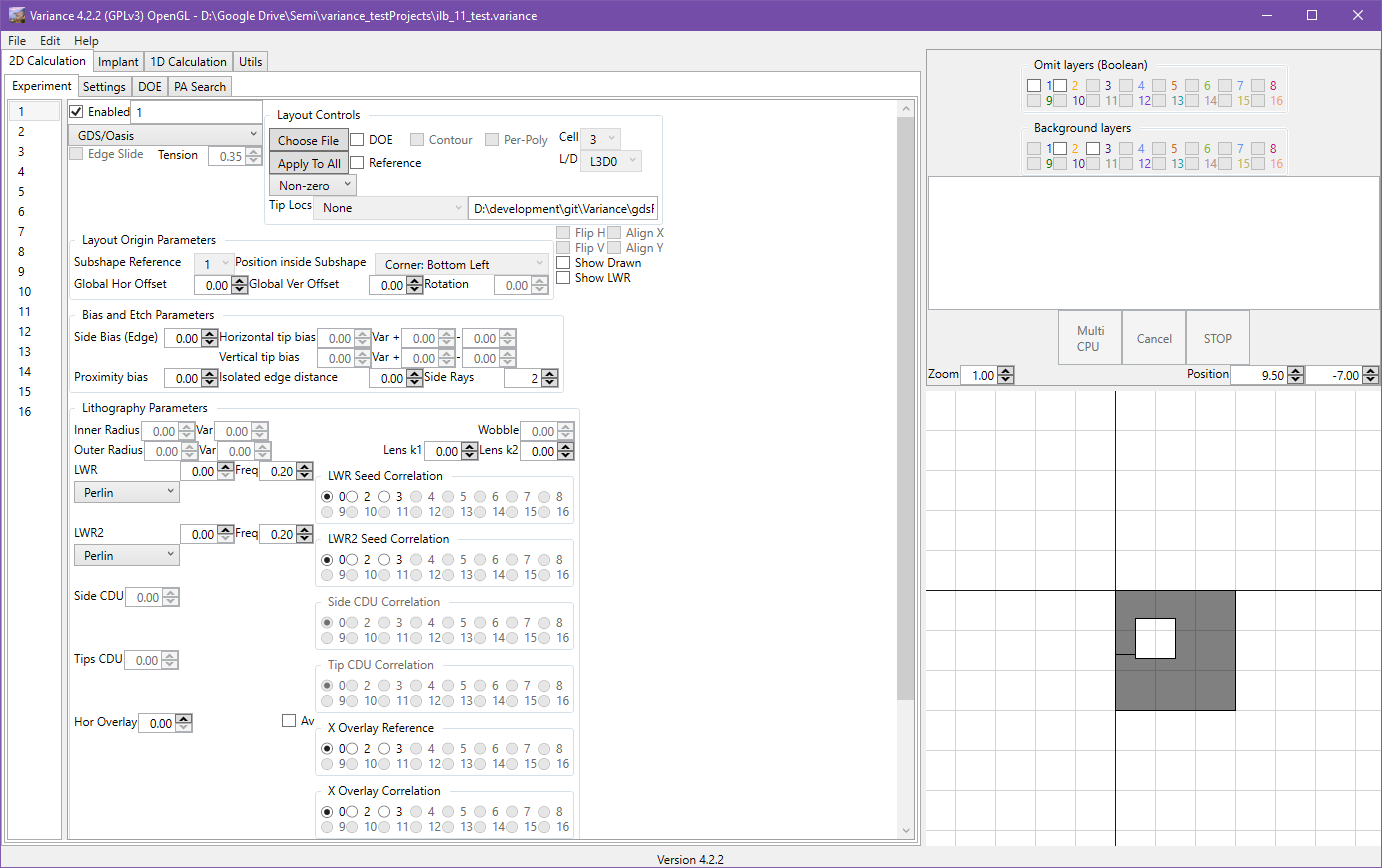 Variance 4.2.2 (GPLv3) OpenGL - D:\Google Drive\Semi\variance_testProjects\ilb_11_test.variance
File Edit Help
2D Calculation Implant 1D Calculation Utils
Experiment Settings DOE PA Search
1
2
3
4
5
6
7
8
9
10
11
12
13
14
15
16
Enabled 1
GDS/Oasis
Edge Slide Tension 0.35
Layout Controls
Choose File DOE Contour Per-Poly Cell 3
Apply To All Reference L/D L3D0
Non-zero
Tip Locs None D:\development\git\Variance\gdsF
Flip H Align X
Flip V Align Y
Show Drawn
Show LWR
Layout Origin Parameters
Subshape Reference 1 Position inside Subshape Corner: Bottom Left
Global Hor Offset 0.00 Global Ver Offset 0.00 Rotation 0.00
Bias and Etch Parameters
Side Bias (Edge) 0.00 Horizontal tip bias 0.00 Var + 0.00 - 0.00
Vertical tip bias 0.00 Var + 0.00 - 0.00
Proximity bias 0.00 Isolated edge distance 0.00 Side Rays 2
Lithography Parameters
Inner Radius 0.00 Var 0.00 Wobble 0.00
Outer Radius 0.00 Var 0.00 Lens k1 0.00 Lens k2 0.00
LWR 0.00 Freq 0.20
Perlin
LWR Seed Correlation
0 2 3 4 5 6 7 8
9 10 11 12 13 14 15 16
LWR2 0.00 Freq 0.20
Perlin
LWR2 Seed Correlation
0 2 3 4 5 6 7 8
9 10 11 12 13 14 15 16
Side CDU 0.00
Side CDU Correlation
0 2 3 4 5 6 7 8
9 10 11 12 13 14 15 16
Tips CDU 0.00
Tip CDU Correlation
0 2 3 4 5 6 7 8
9 10 11 12 13 14 15 16
Hor Overlay 0.00 Av
X Overlay Reference
0 2 3 4 5 6 7 8
9 10 11 12 13 14 15 16
X Overlay Correlation
0 2 3 4 5 6 7 8
9 10 11 12 13 14 15 16
Omit layers (Boolean)
1 2 3 4 5 6 7 8
9 10 11 12 13 14 15 16
Background layers
1 2 3 4 5 6 7 8
9 10 11 12 13 14 15 16
Multi
CPU
Cancel
STOP
Zoom 1.00 Position 9.50 -7.00
Version 4.2.2